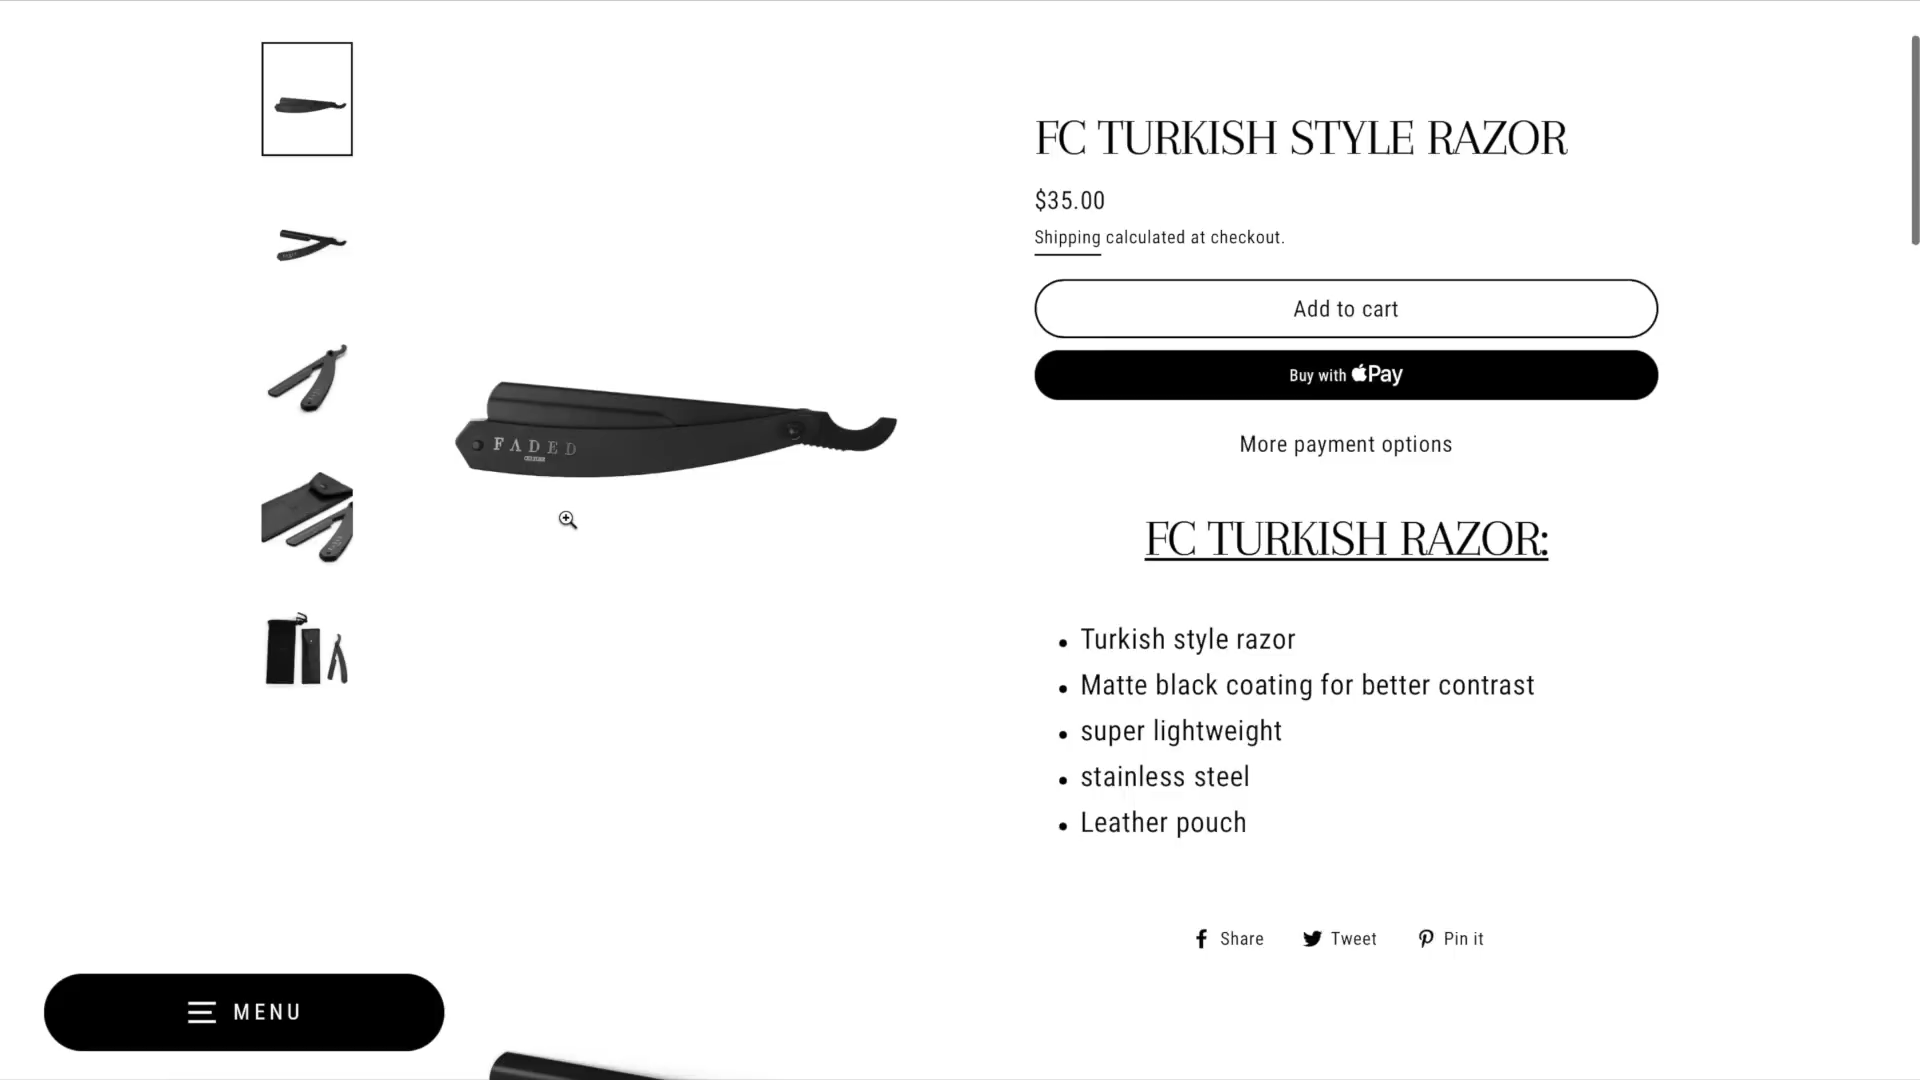 FC TURKISH STYLE RAZOR
$35.00
Shipping calculated at checkout.
Add to cart
Buy with Pay
More payment options
FADED
FC TURKISH RAZOR:
• Turkish style razor
• Matte black coating for better contrast
• super lightweight
• stainless steel
• Leather pouch
Share Tweet Pin it
MENU